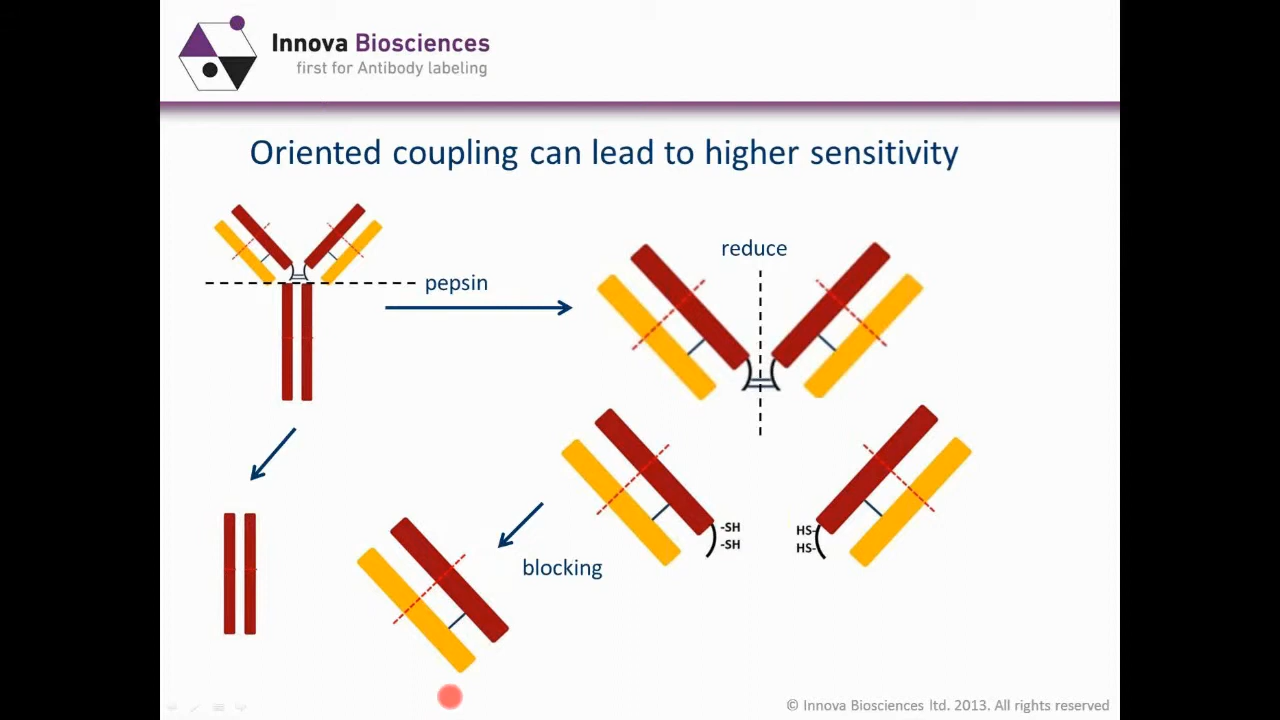 Innova Biosciences
first for Antibody labeling
Oriented coupling can lead to higher sensitivity
reduce
pepsin
-SH
-SH
HS-
HS-
blocking
© Innova Biosciences ltd. 2013. All rights reserved